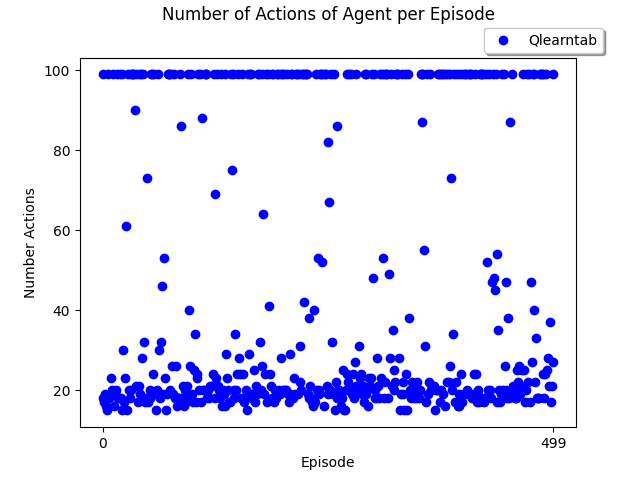 Number of Actions of Agent per Episode
Qlearntab
100
80
60
40
20
Number Actions
0
499
Episode